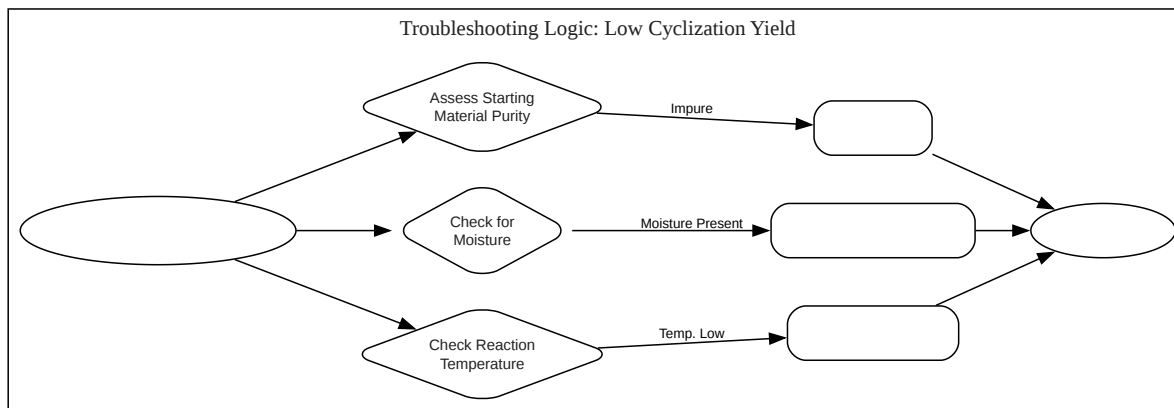 Troubleshooting Logic: Low Cyclization Yield
Assess Starting
Material Purity
Impure
Check for
Moisture
Moisture Present
Check Reaction
Temperature
Temp. Low